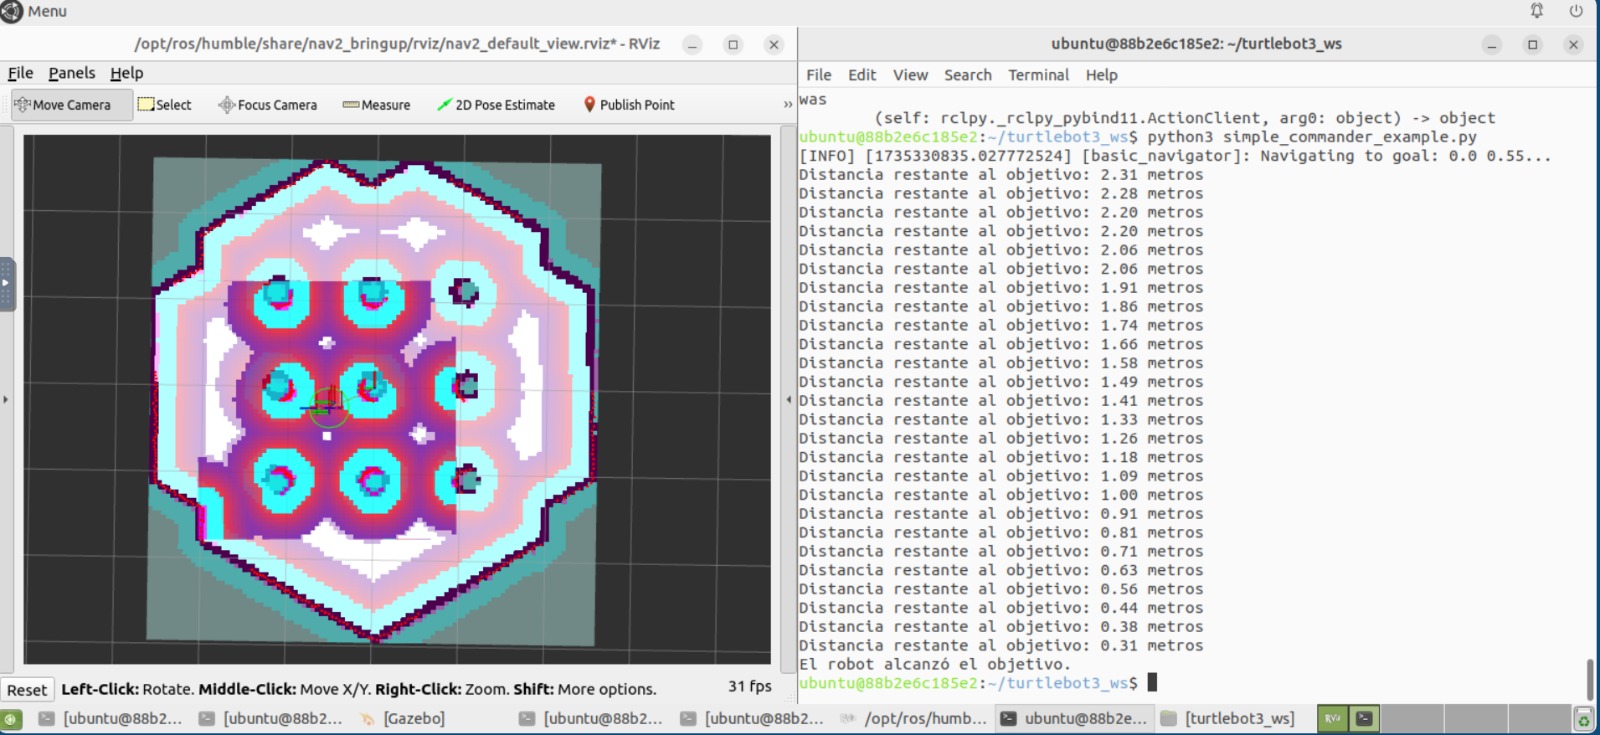 Menu
/opt/ros/humble/share/nav2_bringup/rviz/nav2_default_view.rviz* - RViz
File Panels Help
Move Camera Select Focus Camera Measure 2D Pose Estimate Publish Point »
Reset Left-Click: Rotate. Middle-Click: Move X/Y. Right-Click: Zoom. Shift: More options. 31 fps
ubuntu@88b2e6c185e2: ~/turtlebot3_ws
File Edit View Search Terminal Help
was
(self: rclpy._rclpy_pybind11.ActionClient, arg0: object) -> object
ubuntu@88b2e6c185e2:~/turtlebot3_ws$ python3 simple_commander_example.py
[INFO] [1735330835.027772524] [basic_navigator]: Navigating to goal: 0.0 0.55...
Distancia restante al objetivo: 2.31 metros
Distancia restante al objetivo: 2.28 metros
Distancia restante al objetivo: 2.20 metros
Distancia restante al objetivo: 2.20 metros
Distancia restante al objetivo: 2.06 metros
Distancia restante al objetivo: 2.06 metros
Distancia restante al objetivo: 1.91 metros
Distancia restante al objetivo: 1.86 metros
Distancia restante al objetivo: 1.74 metros
Distancia restante al objetivo: 1.66 metros
Distancia restante al objetivo: 1.58 metros
Distancia restante al objetivo: 1.49 metros
Distancia restante al objetivo: 1.41 metros
Distancia restante al objetivo: 1.33 metros
Distancia restante al objetivo: 1.26 metros
Distancia restante al objetivo: 1.18 metros
Distancia restante al objetivo: 1.09 metros
Distancia restante al objetivo: 1.00 metros
Distancia restante al objetivo: 0.91 metros
Distancia restante al objetivo: 0.81 metros
Distancia restante al objetivo: 0.71 metros
Distancia restante al objetivo: 0.63 metros
Distancia restante al objetivo: 0.56 metros
Distancia restante al objetivo: 0.44 metros
Distancia restante al objetivo: 0.38 metros
Distancia restante al objetivo: 0.31 metros
El robot alcanzó el objetivo.
ubuntu@88b2e6c185e2:~/turtlebot3_ws$
[ubuntu@88b2... [ubuntu@88b2... [Gazebo] [ubuntu@88b2... [ubuntu@88b2... /opt/ros/humb... ubuntu@88b2e... [turtlebot3_ws] RViz